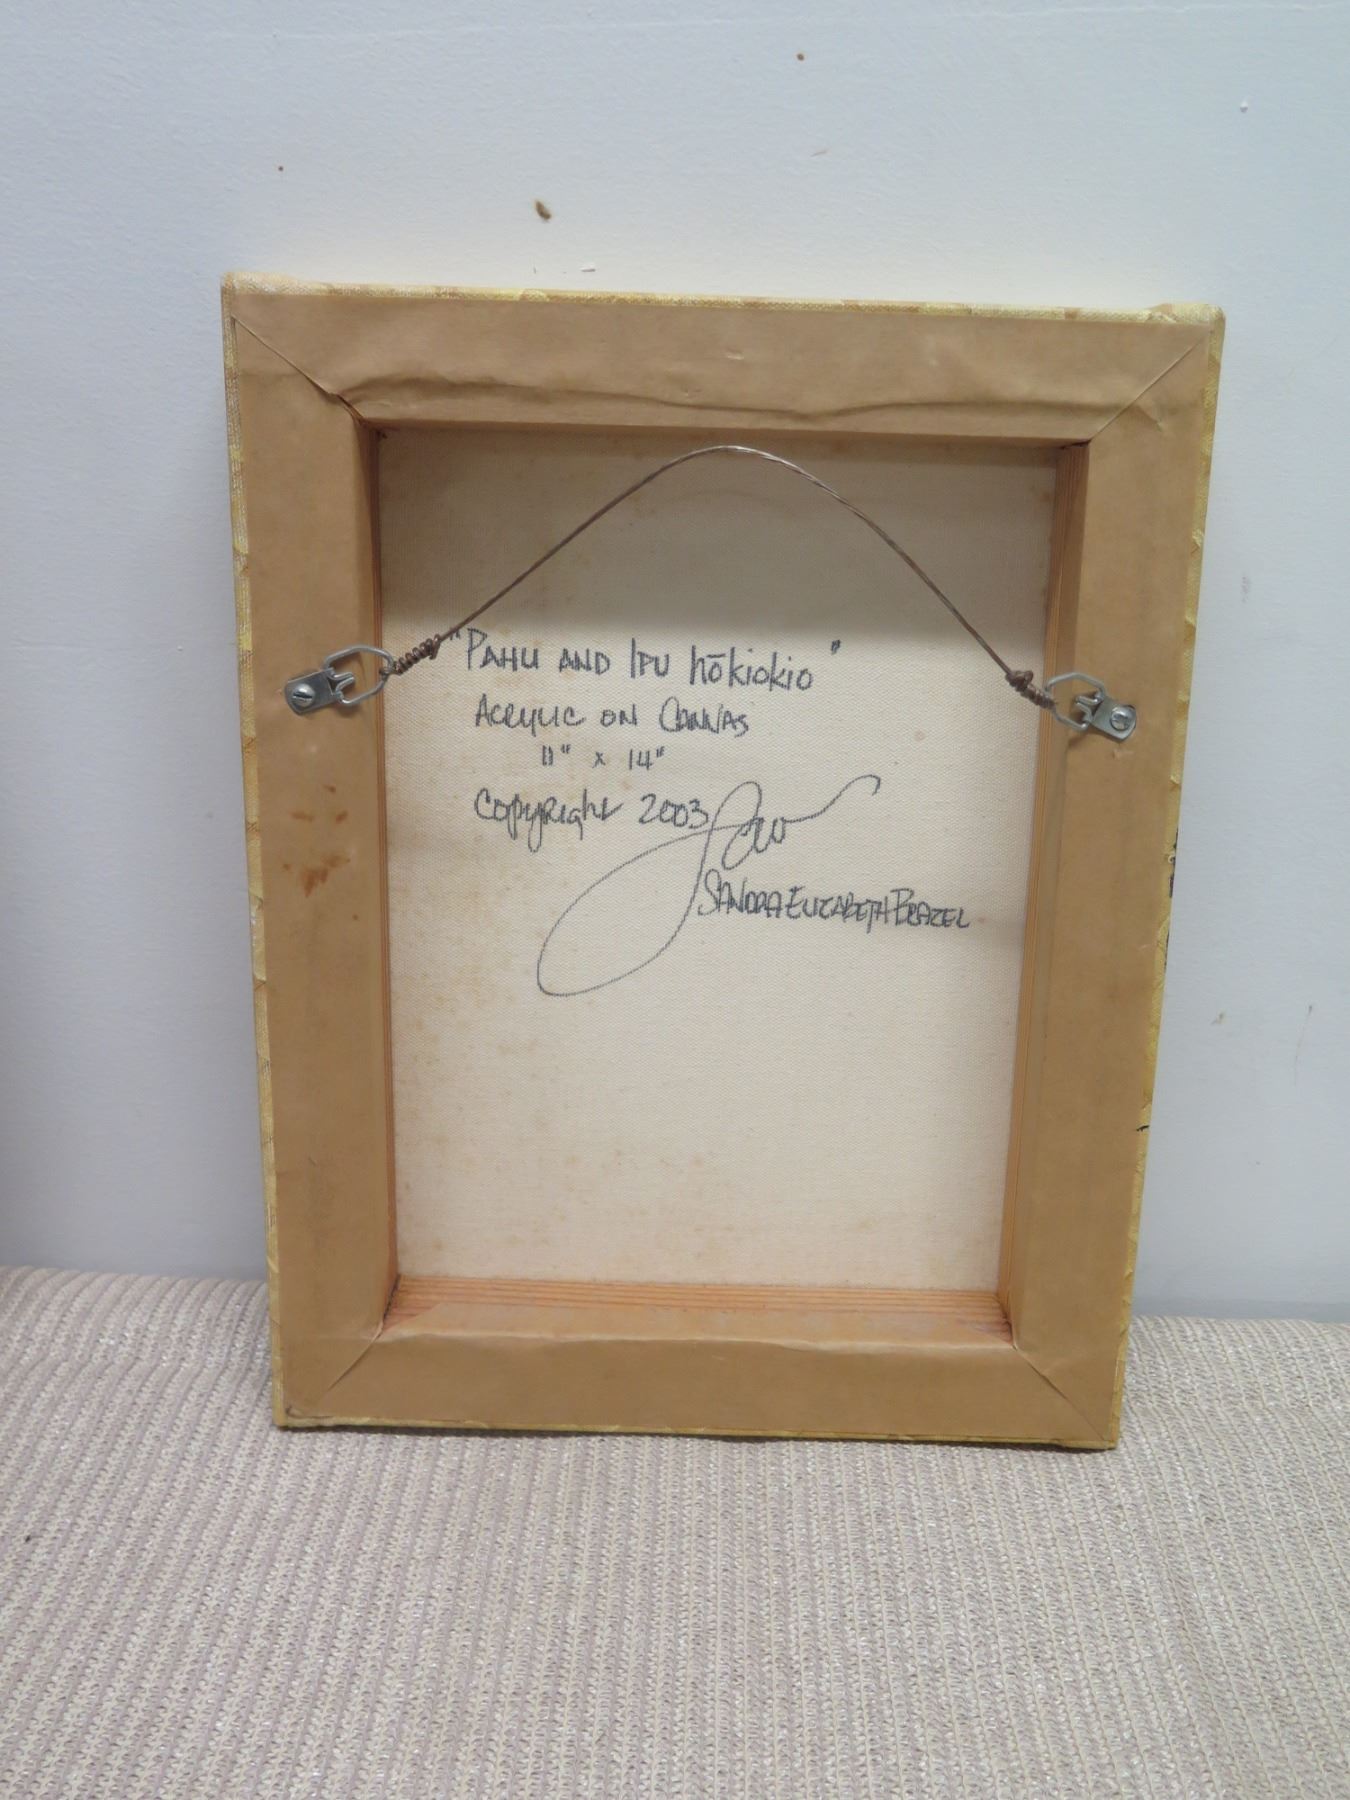 "PAHU AND IPU hōkiokio"
ACRYLIC ON CANVAS
11" x 14"
Copyright 2003
SANDRA ELIZABETH BRAZEL